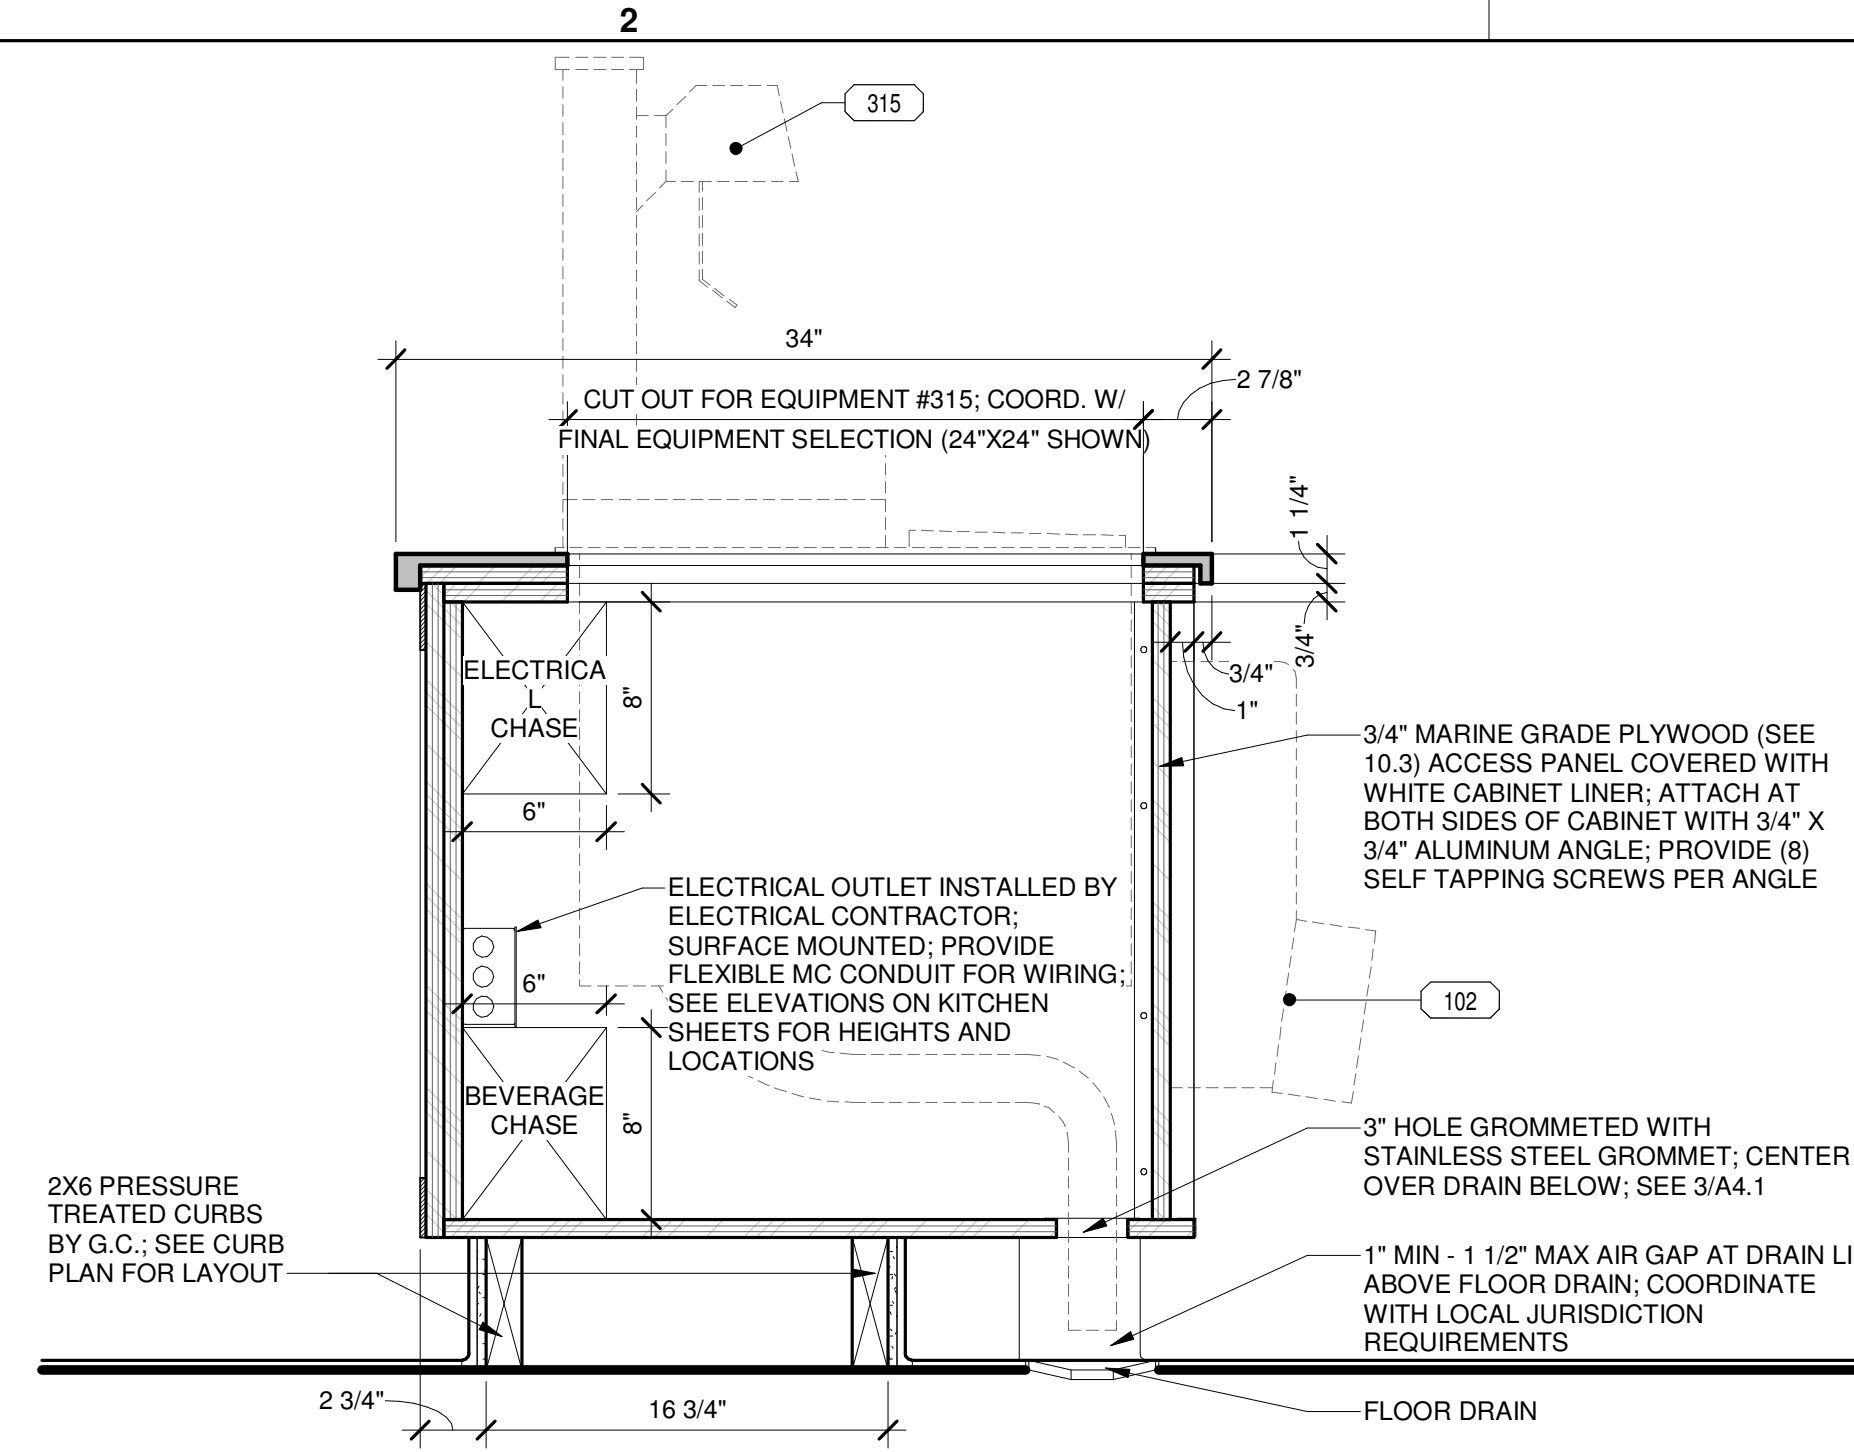 2
315
34"
2 7/8"
CUT OUT FOR EQUIPMENT #315; COORD. W/
FINAL EQUIPMENT SELECTION (24"X24" SHOWN)
1 1/4"
3/4"
3/4"
1"
ELECTRICA
L
CHASE
8"
6"
3/4" MARINE GRADE PLYWOOD (SEE
10.3) ACCESS PANEL COVERED WITH
WHITE CABINET LINER; ATTACH AT
BOTH SIDES OF CABINET WITH 3/4" X
3/4" ALUMINUM ANGLE; PROVIDE (8)
SELF TAPPING SCREWS PER ANGLE
ELECTRICAL OUTLET INSTALLED BY
ELECTRICAL CONTRACTOR;
SURFACE MOUNTED; PROVIDE
FLEXIBLE MC CONDUIT FOR WIRING;
SEE ELEVATIONS ON KITCHEN
SHEETS FOR HEIGHTS AND
LOCATIONS
6"
102
BEVERAGE
CHASE
8"
3" HOLE GROMMETED WITH
STAINLESS STEEL GROMMET; CENTER
OVER DRAIN BELOW; SEE 3/A4.1
2X6 PRESSURE
TREATED CURBS
BY G.C.; SEE CURB
PLAN FOR LAYOUT
1" MIN - 1 1/2" MAX AIR GAP AT DRAIN
ABOVE FLOOR DRAIN; COORDINATE
WITH LOCAL JURISDICTION
REQUIREMENTS
2 3/4"
16 3/4"
FLOOR DRAIN